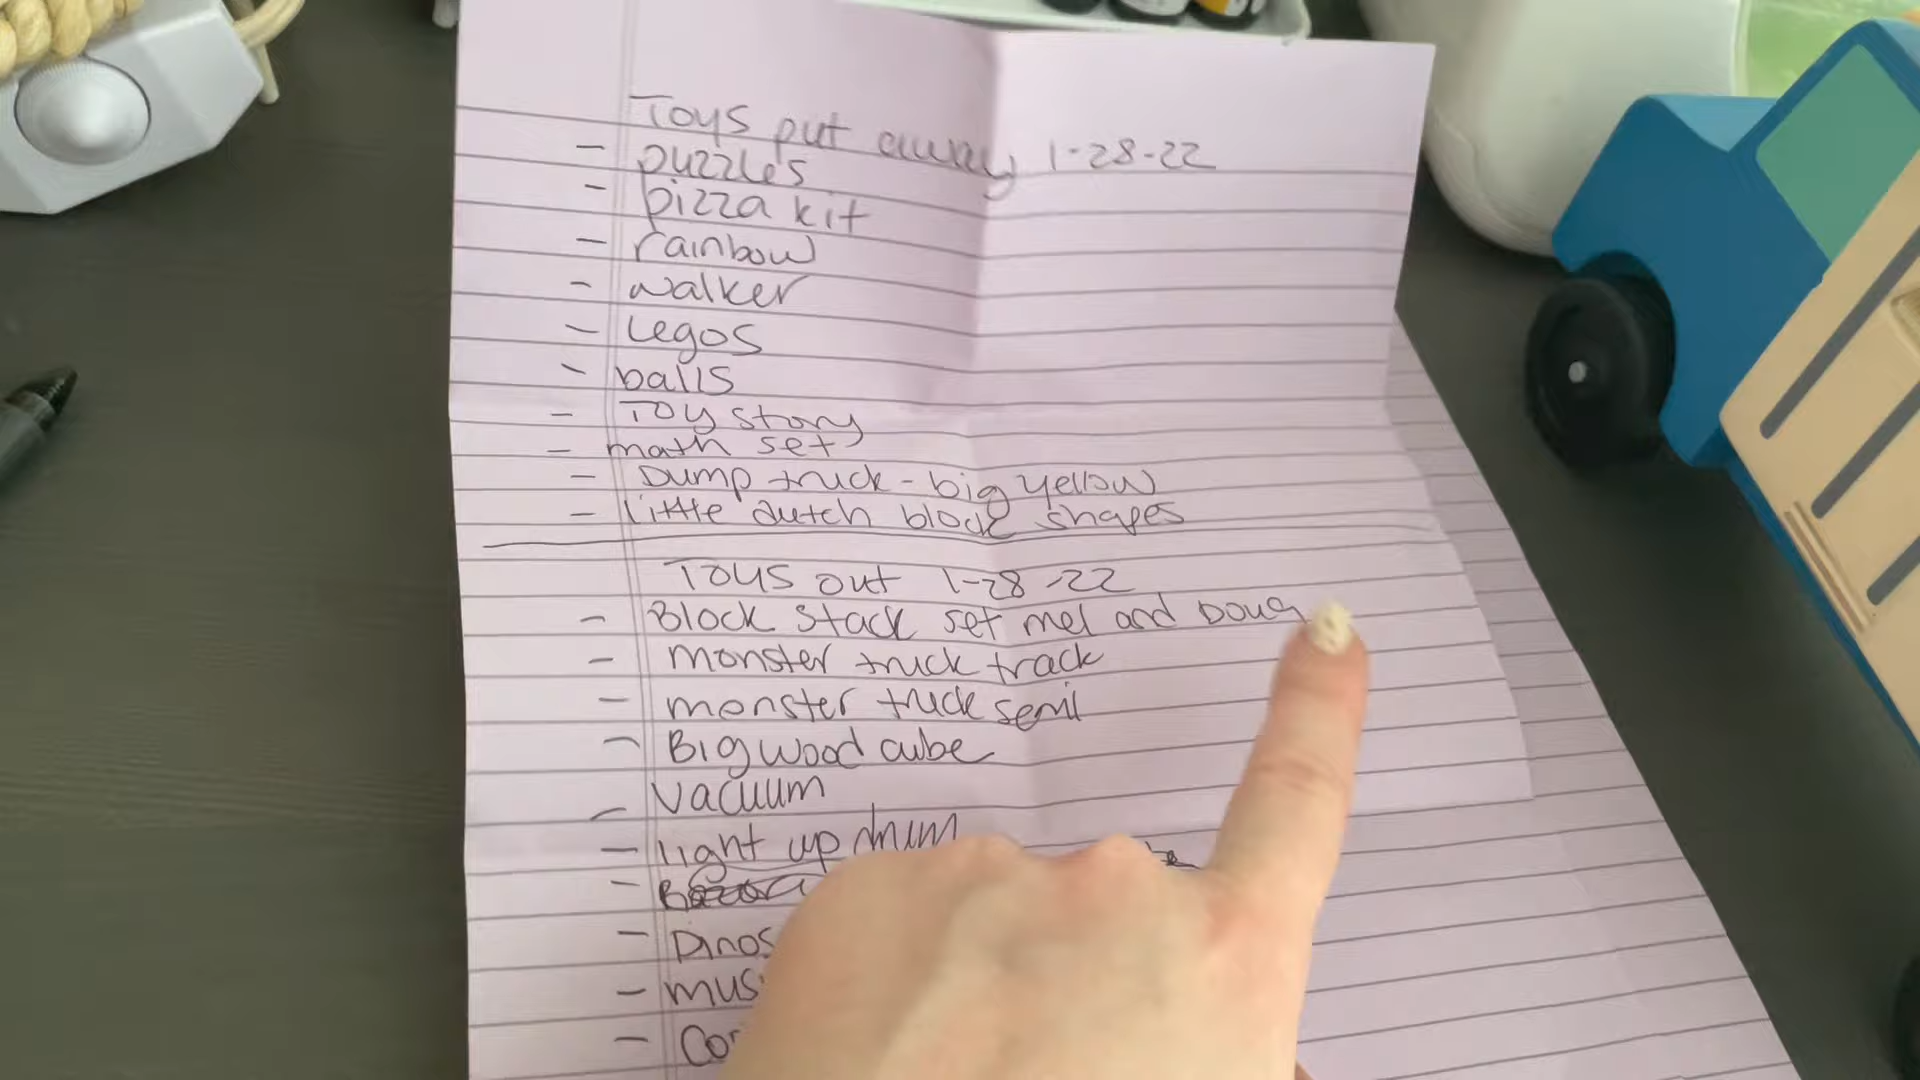 Toys put away 1-28-22
- puzzles
- pizza kit
- rainbow
- walker
- Legos
- balls
- Toy story
- math set
- Dump truck - big yellow
- Little dutch block shapes
Toys out 1-28-22
- Block stack set mel and Doug
- monster truck track
- monster truck semi
- Big wood cube
- Vacuum
- light up drum
- Dinos
- mus
- Co